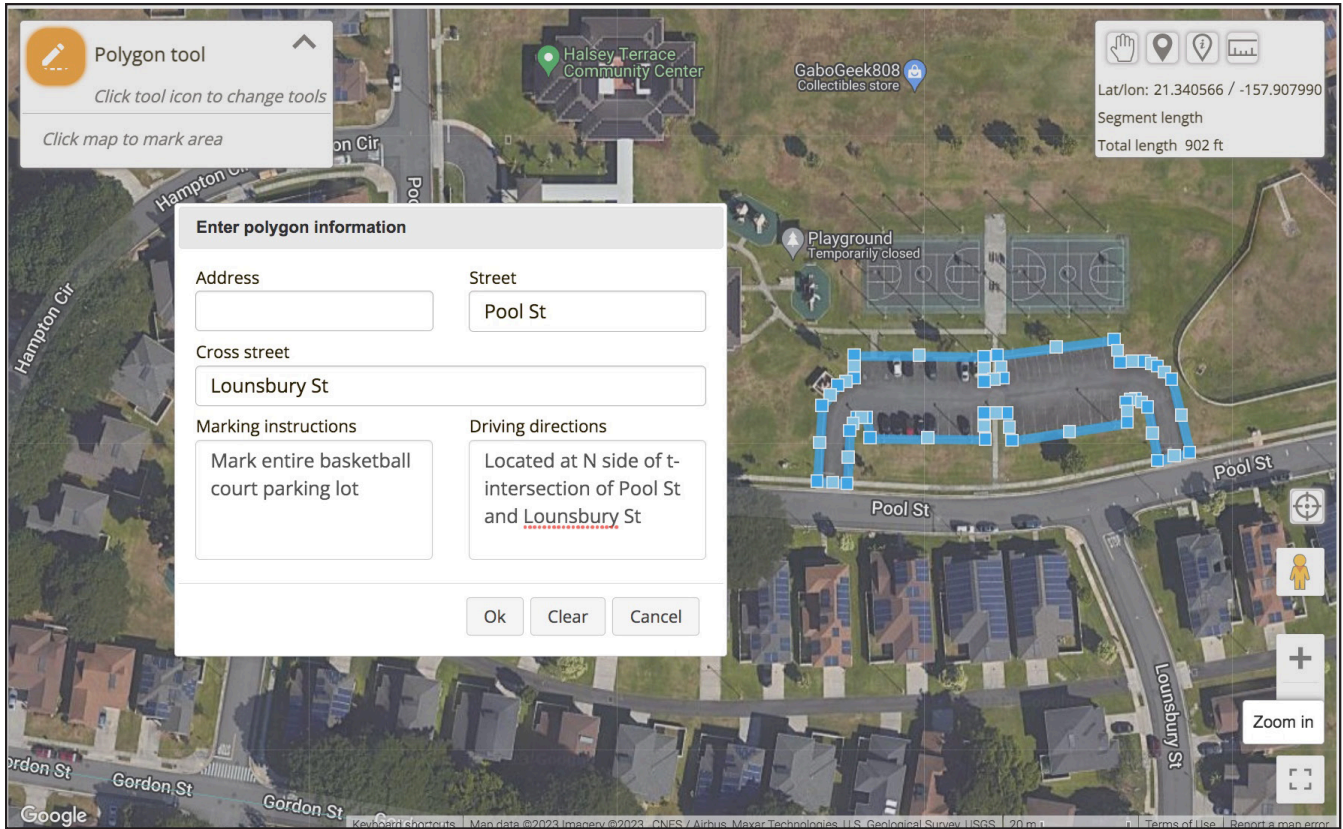 Polygon tool
Click tool icon to change tools
Click map to mark area
Halsey Terrace
Community Center
GaboGeek808
Collectibles store
Lat/lon: 21.340566 / -157.907990
Segment length
Total length 902 ft
on Cir
Hampton
Poo
Hampton Cir
Playground
Temporarily closed
Enter polygon information
Address
Street
Pool St
Cross street
Lounsbury St
Marking instructions
Driving directions
Mark entire basketball
court parking lot
Located at N side of t-
intersection of Pool St
and Lounsbury St
Ok
Clear
Cancel
Pool St
Pool St
STOP
Lounsbury St
Zoom in
ordon St
Gordon St
Gordon St
Google
Keyboard shortcuts
Map data ©2023 Imagery ©2023 , CNES / Airbus, Maxar Technologies, U.S. Geological Survey, USGS
20 m
Terms of Use
Report a map error